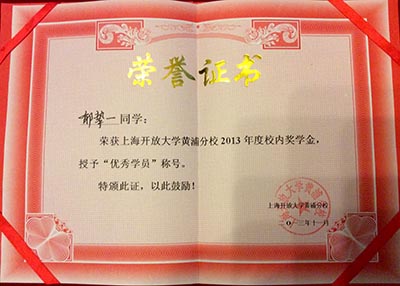 荣誉证书
郁挚一同学:
荣获上海开放大学黄浦分校2013年度校内奖学金,
授予“优秀学员”称号。
特颁此证,以此鼓励!
上海开放大学黄浦分校
二〇一三年十一月